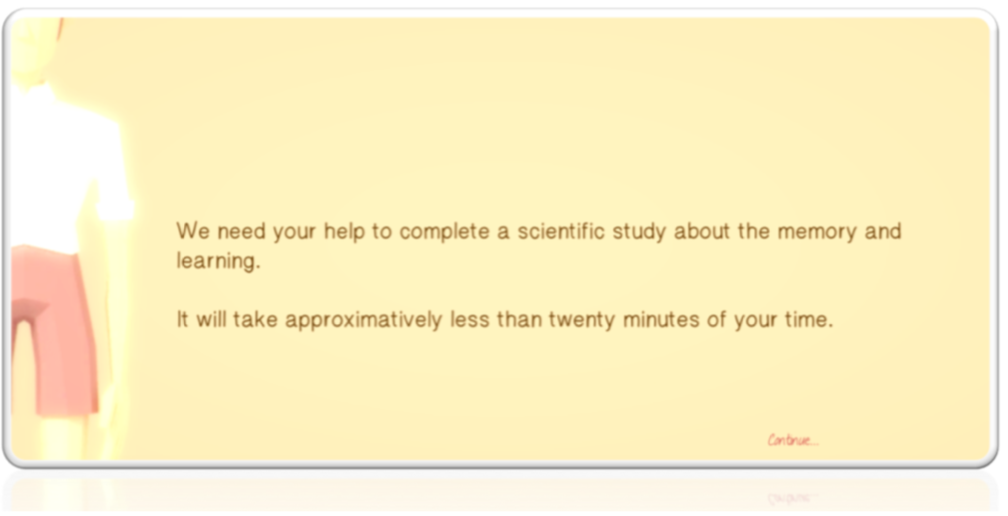 We need your help to complete a scientific study about the memory and
learning.
It will take approximatively less than twenty minutes of your time.
Continue...